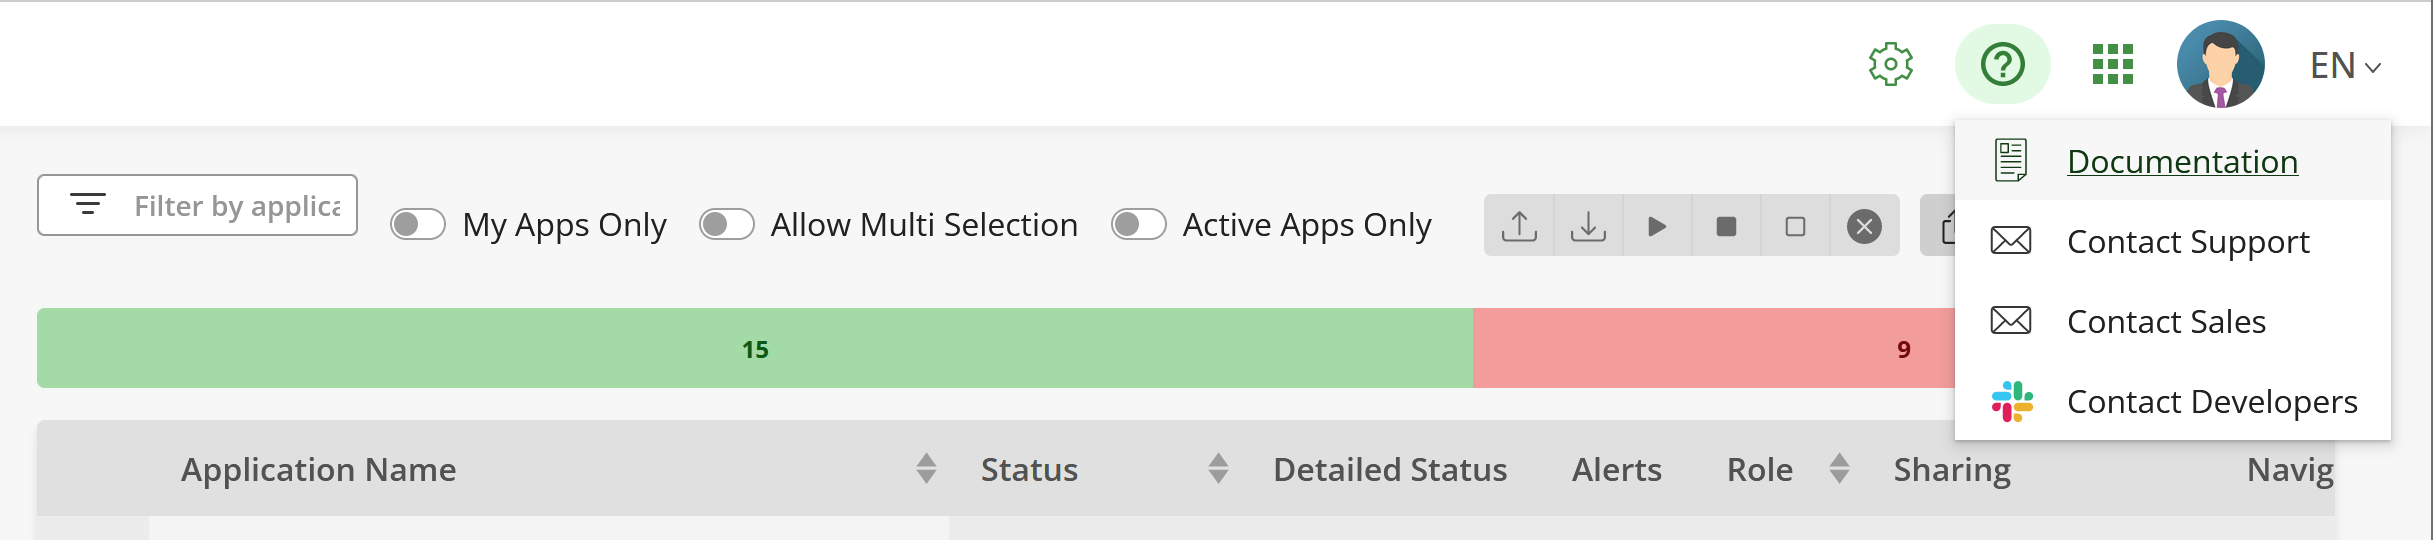 EN
Documentation
Contact Support
Contact Sales
Contact Developers
Filter by applica
My Apps Only
Allow Multi Selection
Active Apps Only
15
9
Application Name
Status
Detailed Status
Alerts
Role
Sharing
Navig